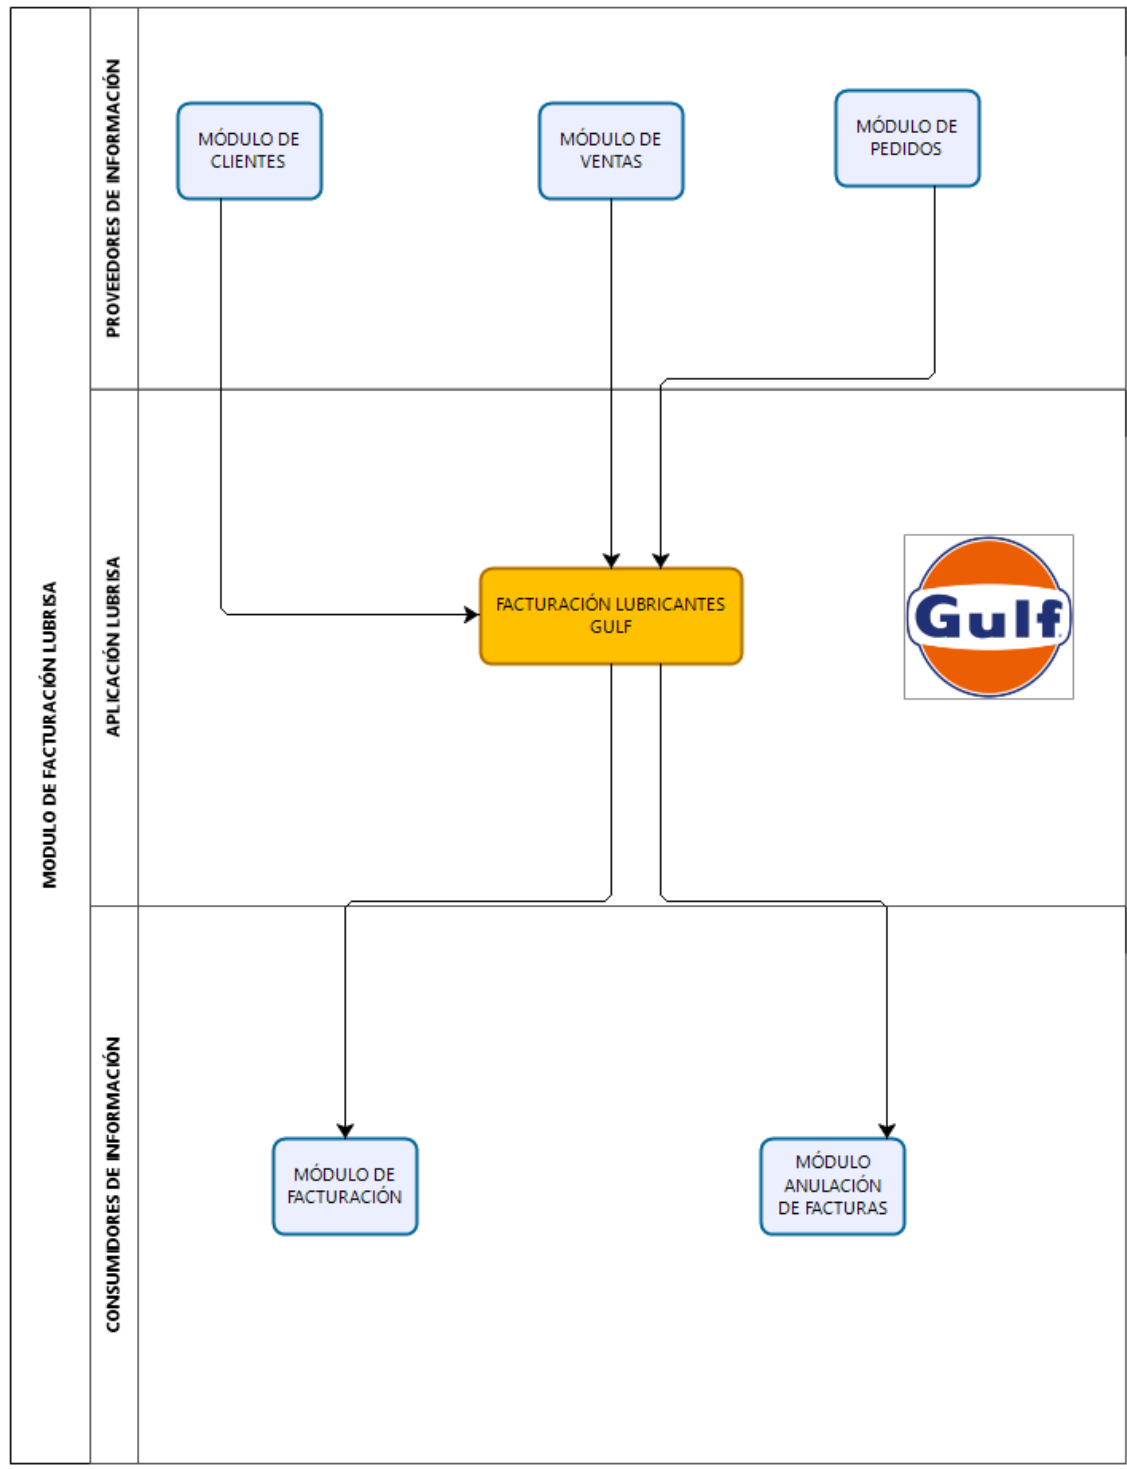 MODULO DE FACTURACIÓN LUBRISA
PROVEEDORES DE INFORMACIÓN
MÓDULO DE
CLIENTES
MÓDULO DE
VENTAS
MÓDULO DE
PEDIDOS
APLICACIÓN LUBRISA
FACTURACIÓN LUBRICANTES
GULF
Gulf
CONSUMIDORES DE INFORMACIÓN
MÓDULO DE
FACTURACIÓN
MÓDULO
ANULACIÓN
DE FACTURAS